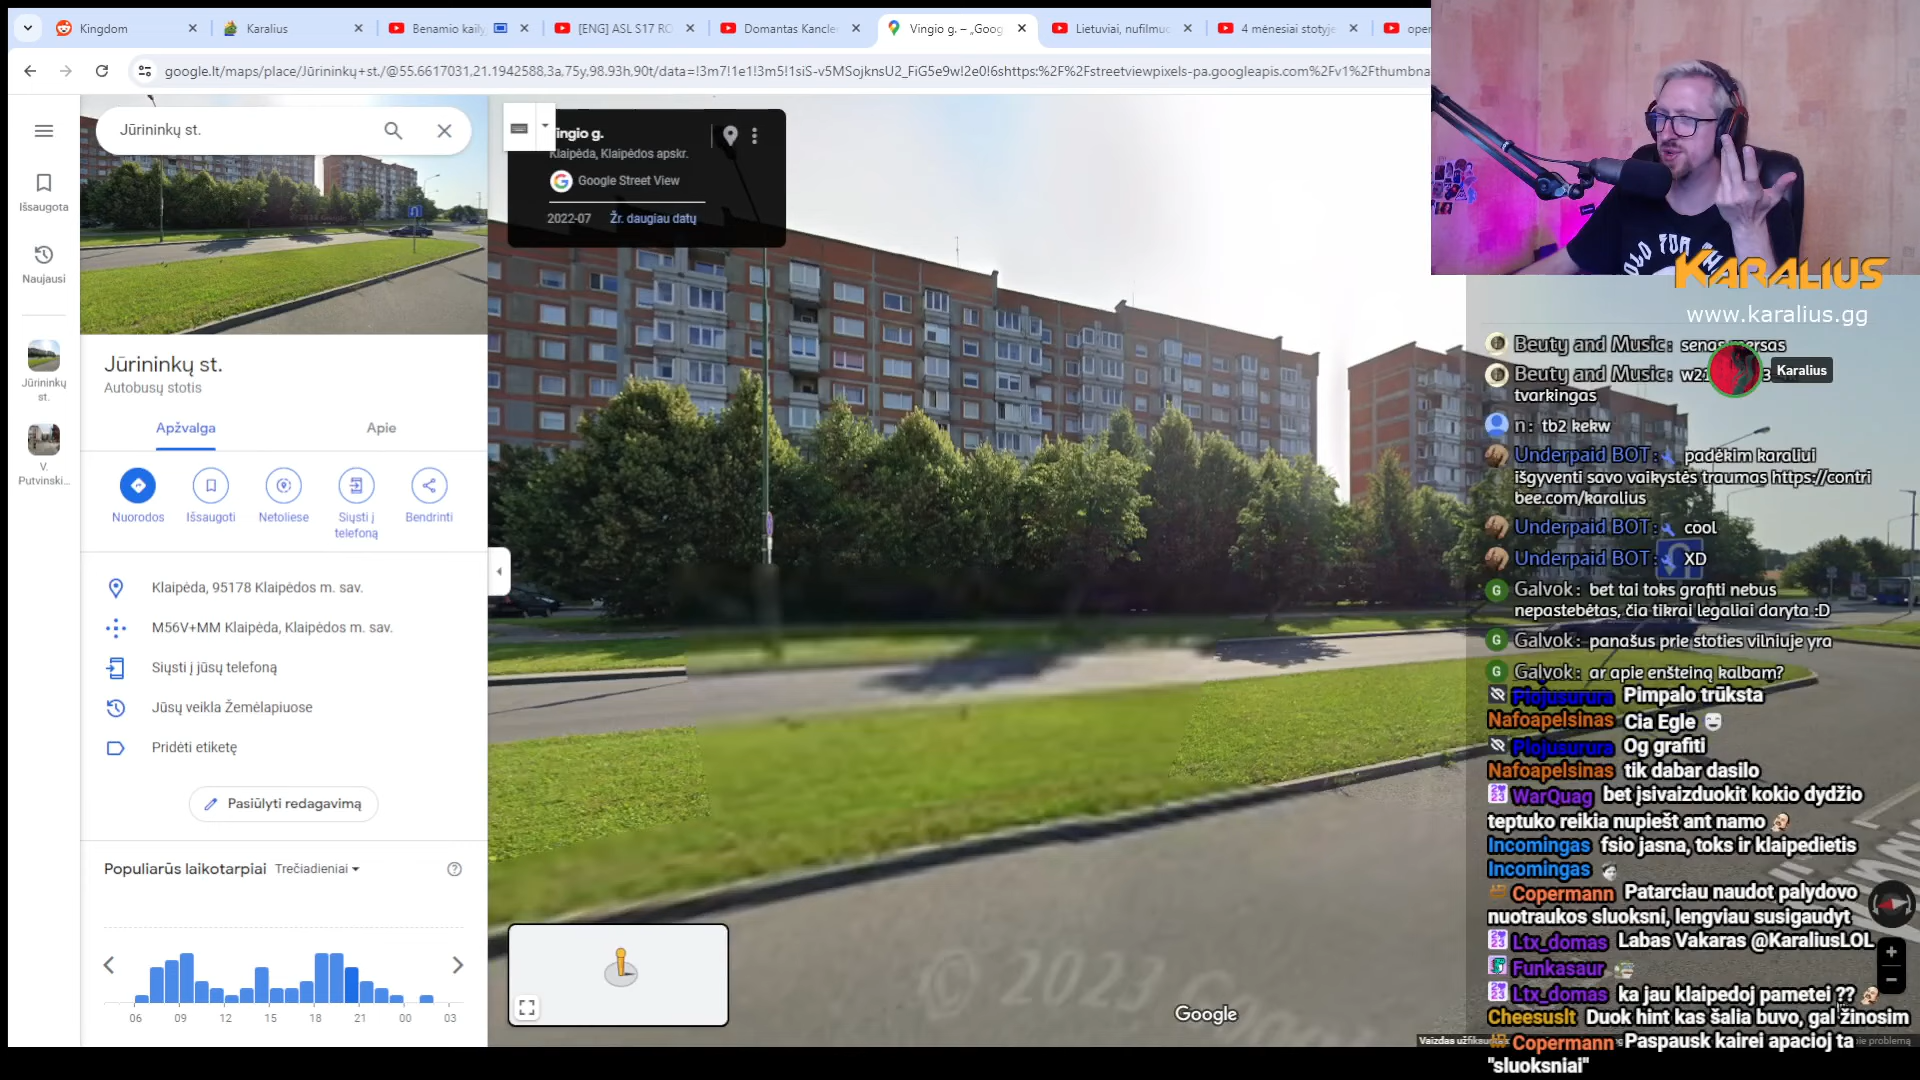 Kingdom
Karalius
Benamio kaily
[ENG] ASL S17 RO
Domantas Kancle
Vingio g. – „Goog
Lietuviai, nufilmuo
4 mėnesiai stotyje
oper
google.lt/maps/place/Jūrininkų+st./@55.6617031,21.1942588,3a,75y,98.93h,90t/data=!3m7!1e1!3m5!1siS-v5MSojknsU2_FiG5e9w!2e0!6shttps:%2F%2Fstreetviewpixels-pa.googleapis.com%2Fv1%2Fthumbna
Jūrininkų st.
Išsaugota
Naujausi
Jūrininkų
st.
V.
Putvinski...
Jūrininkų st.
Autobusų stotis
Apžvalga
Apie
Nuorodos
Išsaugoti
Netoliese
Siųsti į
telefoną
Bendrinti
Klaipėda, 95178 Klaipėdos m. sav.
M56V+MM Klaipėda, Klaipėdos m. sav.
Siųsti į jūsų telefoną
Jūsų veikla Žemėlapiuose
Pridėti etiketę
Pasiūlyti redagavimą
Populiarūs laikotarpiai
Trečiadieniai
06 09 12 15 18 21 00 03
ingio g.
Klaipėda, Klaipėdos apskr.
Google Street View
2022-07
Žr. daugiau datų
© 2023
Google
KARALIUS
www.karalius.gg
Karalius
Beuty and Music: senas mersas
Beuty and Music:
tvarkingas
n: tb2 kekw
Underpaid BOT: padėkim karaliui
išgyventi savo vaikystės traumas https://contri
bee.com/karalius
Underpaid BOT: cool
Underpaid BOT: XD
Galvok: bet tai toks grafiti nebus
nepastebėtas, čia tikrai legaliai daryta :D
Galvok: panašus prie stoties vilniuje yra
Galvok: ar apie enšteiną kalbam?
Plojusurura Pimpalo trūksta
Nafoapelsinas Cia Egle
Plojusurura Og grafiti
Nafoapelsinas tik dabar dasilo
WarQuag bet įsivaizduokit kokio dydžio
teptuko reikia nupiešt ant namo
Incomingas fsio jasna, toks ir klaipedietis
Incomingas
Copermann Patarciau naudot palydovo
nuotraukos sluoksni, lengviau susigaudyt
Ltx_domas Labas Vakaras @KaraliusLOL
Funkasaur
Ltx_domas ka jau klaipedoj pametei ??
Cheesuslt Duok hint kas šalia buvo, gal žinosim
Copermann Paspausk kairei apacioj ta
"sluoksniai"